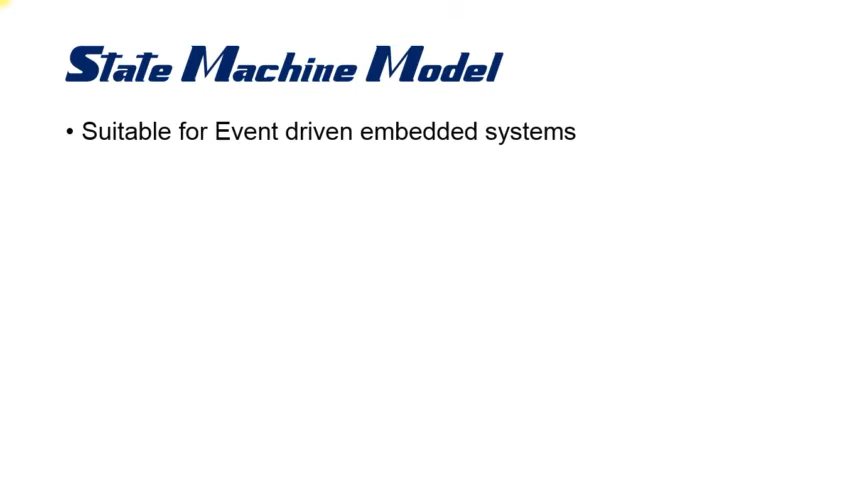 State Machine Model
• Suitable for Event driven embedded systems